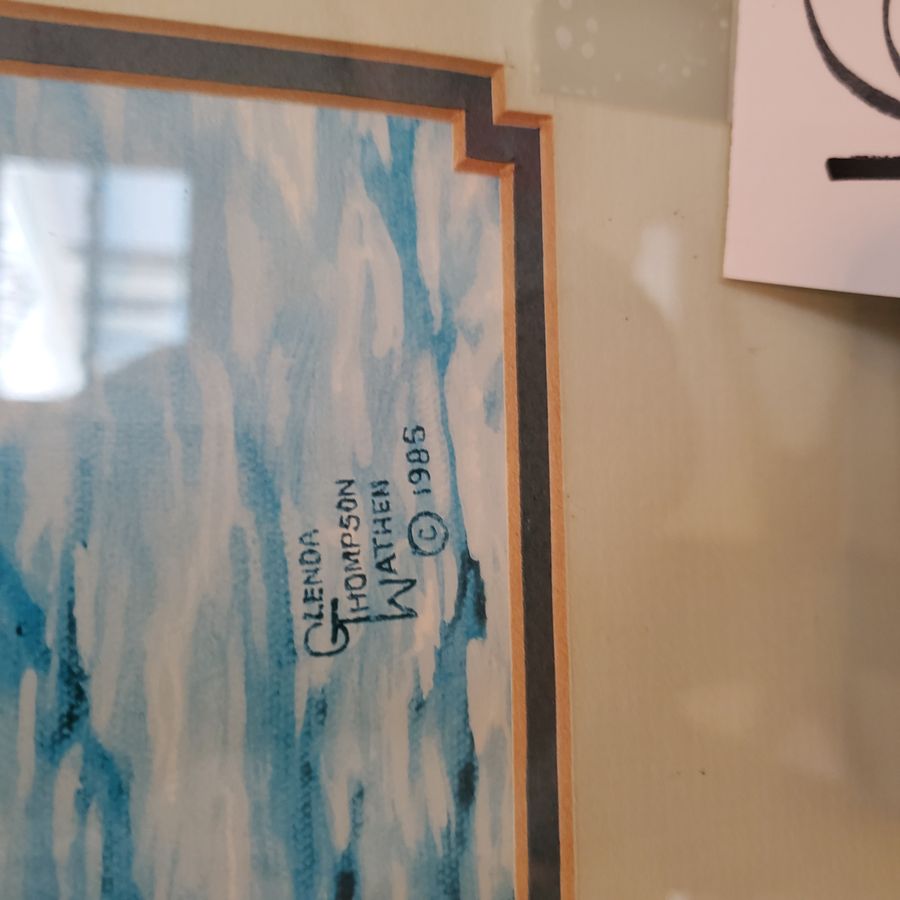 GLENDA
THOMPSON
WATHEN
© 1985